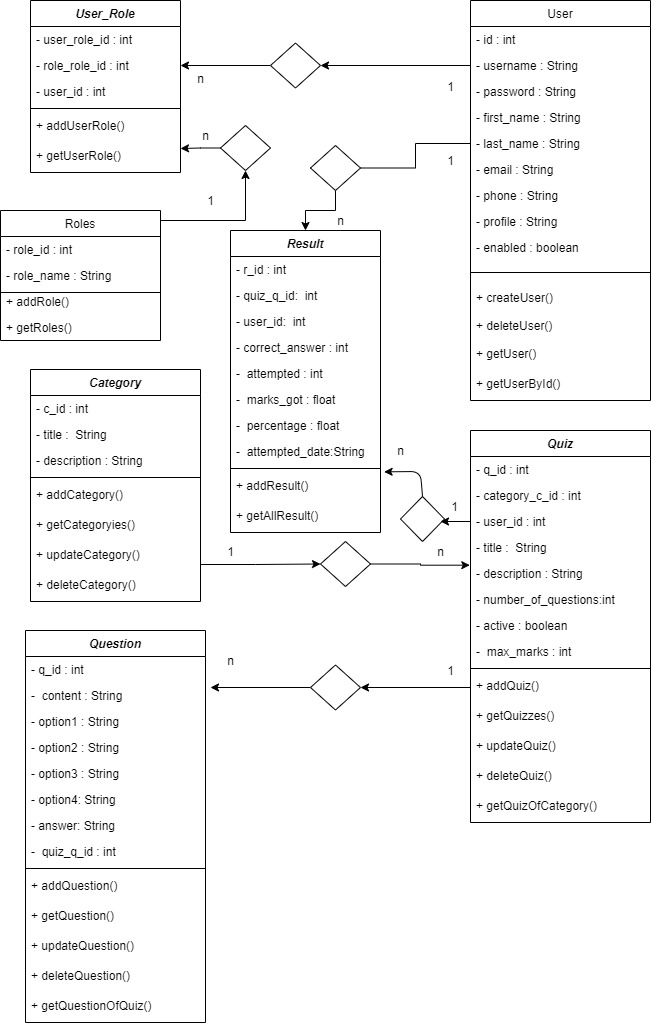 User_Role
- user_role_id : int
- role_role_id : int
- user_id : int
+ addUserRole()
+ getUserRole()
n
1
n
1
User
- id : int
- username : String
- password : String
- first_name : String
- last_name : String
- email : String
- phone : String
- profile : String
- enabled : boolean
+ createUser()
+ deleteUser()
+ getUser()
+ getUserById()
1
n
Roles
- role_id : int
- role_name : String
+ addRole()
+ getRoles()
Result
- r_id : int
- quiz_q_id:  int
- user_id:  int
- correct_answer : int
-  attempted : int
-  marks_got : float
-  percentage : float
-  attempted_date:String
+ addResult()
+ getAllResult()
n
1
Category
- c_id : int
- title :  String
- description : String
+ addCategory()
+ getCategoryies()
+ updateCategory()
+ deleteCategory()
1
n
Quiz
- q_id : int
- category_c_id : int
- user_id : int
- title :  String
- description : String
- number_of_questions:int
- active : boolean
-  max_marks : int
+ addQuiz()
+ getQuizzes()
+ updateQuiz()
+ deleteQuiz()
+ getQuizOfCategory()
n
1
Question
- q_id : int
-  content : String
- option1 : String
- option2 : String
- option3 : String
- option4: String
- answer: String
-  quiz_q_id : int
+ addQuestion()
+ getQuestion()
+ updateQuestion()
+ deleteQuestion()
+ getQuestionOfQuiz()